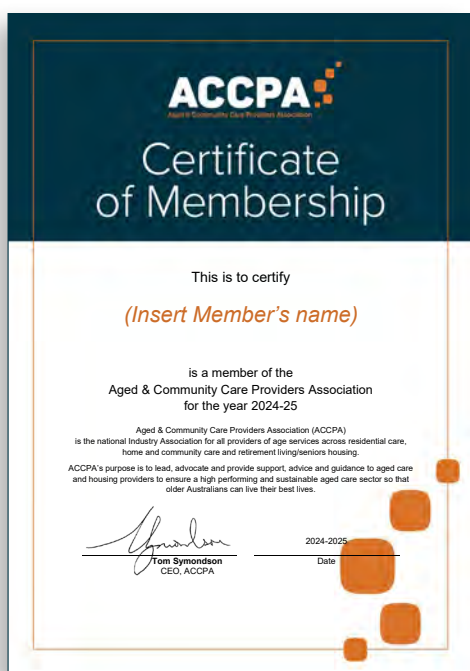 ACCPA
Aged & Community Care Providers Association
Certificate
of Membership
This is to certify
(Insert Member's name)
is a member of the
Aged & Community Care Providers Association
for the year 2024-25
Aged & Community Care Providers Association (ACCPA)
is the national Industry Association for all providers of age services across residential care,
home and community care and retirement living/seniors housing.
ACCPA's purpose is to lead, advocate and provide support, advice and guidance to aged care
and housing providers to ensure a high performing and sustainable aged care sector so that
older Australians can live their best lives.
2024-2025
Tom Symondson
Date
CEO, ACCPA